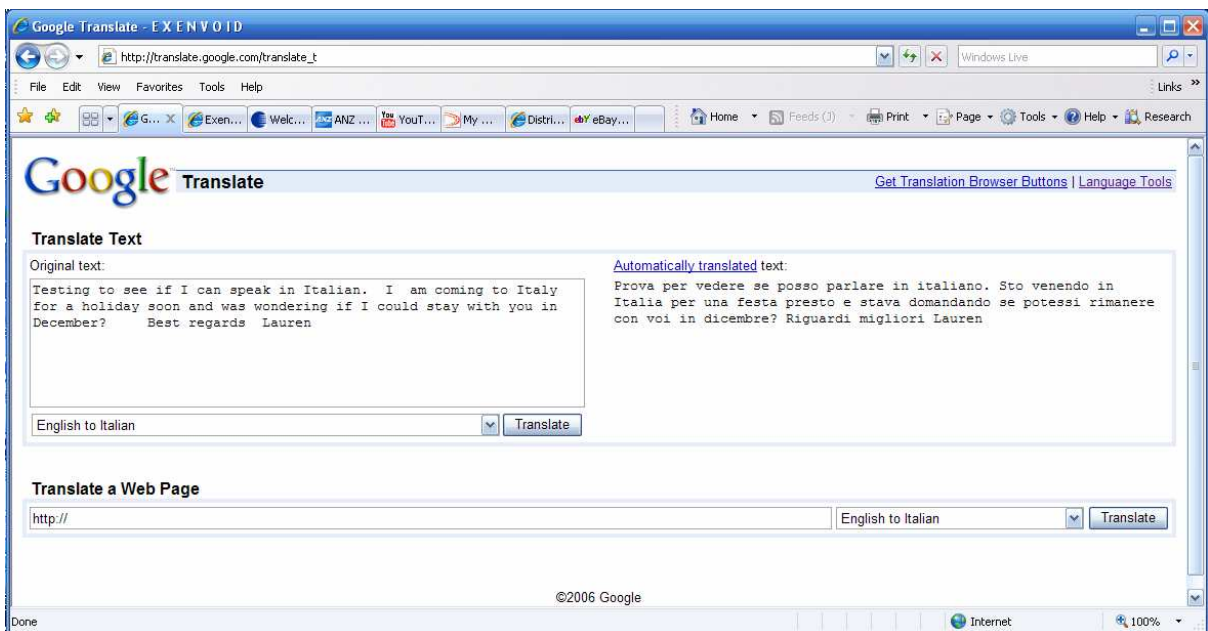 Google Translate - E X E N V O I D
http://translate.google.com/translate_t
Windows Live
File Edit View Favorites Tools Help
Links
G... Exen... Welc... ANZ ... YouT... My ... Distri... eBay...
Home Feeds (J) Print Page Tools Help Research
Google™ Translate
Get Translation Browser Buttons | Language Tools
Translate Text
Original text:
Automatically translated text:
Testing to see if I can speak in Italian. I am coming to Italy
for a holiday soon and was wondering if I could stay with you in
December? Best regards Lauren
Prova per vedere se posso parlare in italiano. Sto venendo in
Italia per una festa presto e stava domandando se potessi rimanere
con voi in dicembre? Riguardi migliori Lauren
English to Italian Translate
Translate a Web Page
http:// English to Italian Translate
©2006 Google
Done Internet 100%